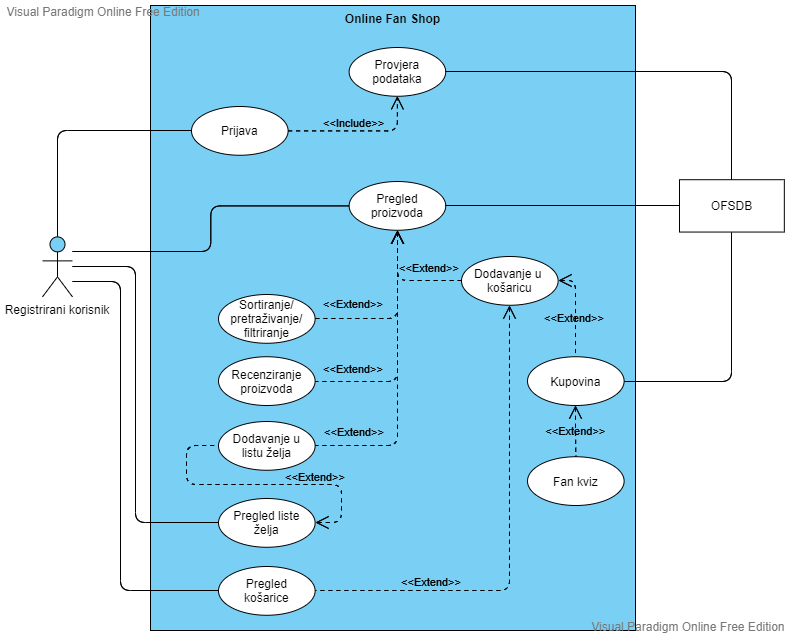 Visual Paradigm Online Free Edition
Online Fan Shop
Provjera
podataka
<<Include>>
Prijava
Pregled
proizvoda
OFSDB
Registrirani korisnik
<<Extend>>
Dodavanje u
košaricu
Sortiranje/
pretraživanje/
filtriranje
<<Extend>>
<<Extend>>
Recenziranje
proizvoda
<<Extend>>
Kupovina
Dodavanje u
listu želja
<<Extend>>
<<Extend>>
<<Extend>>
Fan kviz
Pregled liste
želja
Pregled
košarice
<<Extend>>
Visual Paradigm Online Free Edition